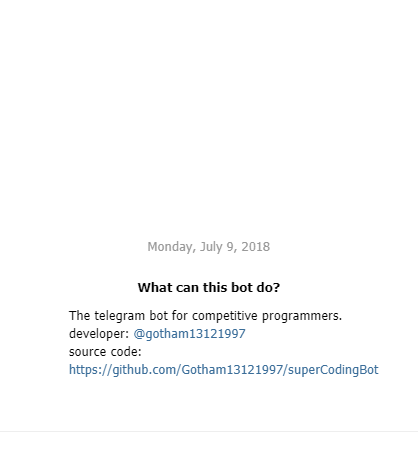 Monday, July 9, 2018
What can this bot do?
The telegram bot for competitive programmers.
developer: @gotham13121997
source code:
https://github.com/Gotham13121997/superCodingBot